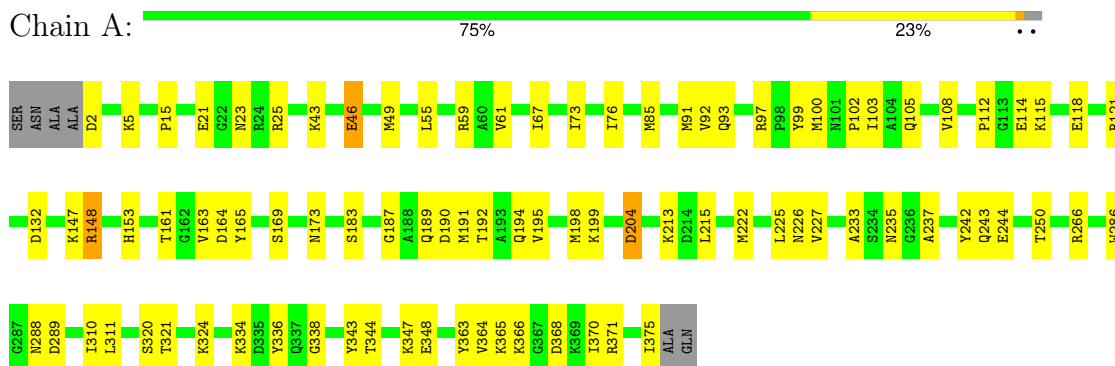 Chain A:
75% 23% • •
SER ASN ALA ALA D2 K5 P15 E21 G22 N23 R24 R25 K43 E46 M49 L55 R59 A60 V61 I67 I73 I76 M85 M91 V92 Q93 R97 P98 Y99 M100 N101 P102 I103 A104 Q105 V108 P112 G113 E114 K115 E118
D132 K147 R148 H153 T161 G162 V163 D164 Y165 S169 N173 S183 G187 A188 Q189 D190 M191 T192 A193 Q194 V195 M198 K199 D204 K213 D214 L215 M222 L225 N226 V227 A233 S234 N235 G236 A237 Y242 Q243 E244 T250 R266
G287 N288 D289 I310 L311 S320 T321 K324 K334 D335 Y336 Q337 G338 Y343 T344 K347 E348 Y363 V364 K365 K366 G367 D368 K369 I370 R371 I375 ALA GLN